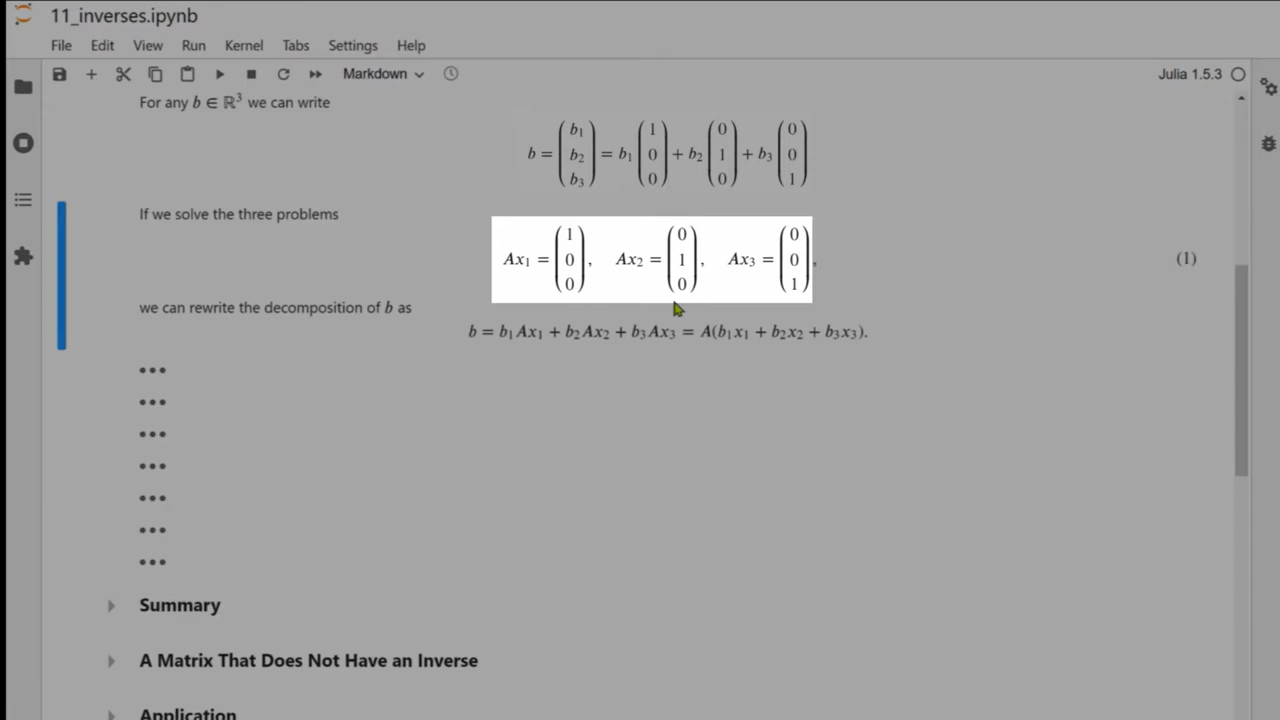 11_inverses.ipynb
File Edit View Run Kernel Tabs Settings Help
Markdown Julia 1.5.3
For any b ∈ ℝ³ we can write
b = (b₁ b₂ b₃) = b₁ (1 0 0) + b₂ (0 1 0) + b₃ (0 0 1)
If we solve the three problems
Ax₁ = (1 0 0), Ax₂ = (0 1 0), Ax₃ = (0 0 1), (1)
we can rewrite the decomposition of b as
b = b₁Ax₁ + b₂Ax₂ + b₃Ax₃ = A(b₁x₁ + b₂x₂ + b₃x₃).
Summary
A Matrix That Does Not Have an Inverse
Application